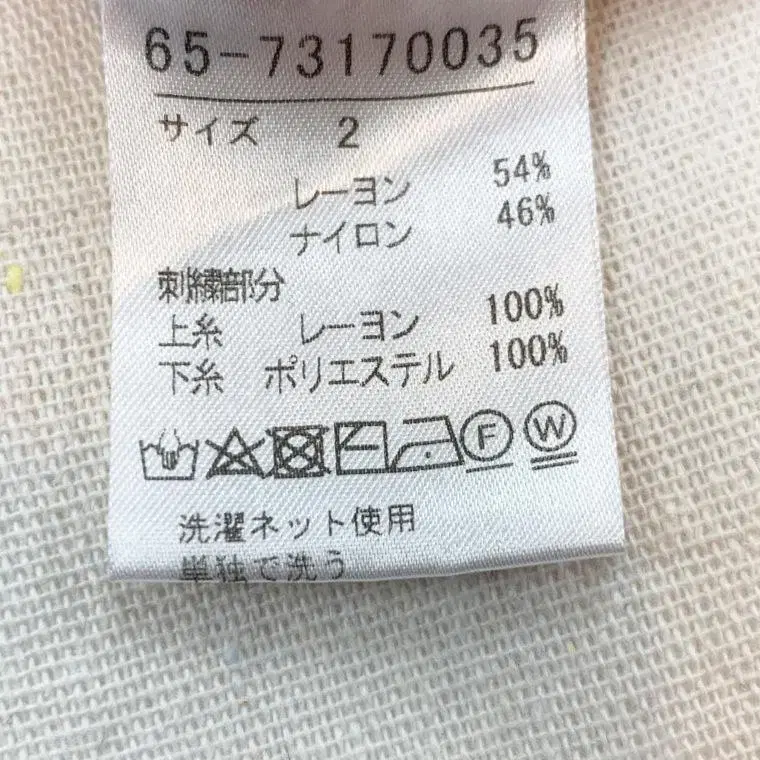 65-73170035
サイズ 2
レーヨン 54%
ナイロン 46%
刺繍部分
上糸 レーヨン 100%
下糸 ポリエステル 100%
F W
洗濯ネット使用
単独で洗う